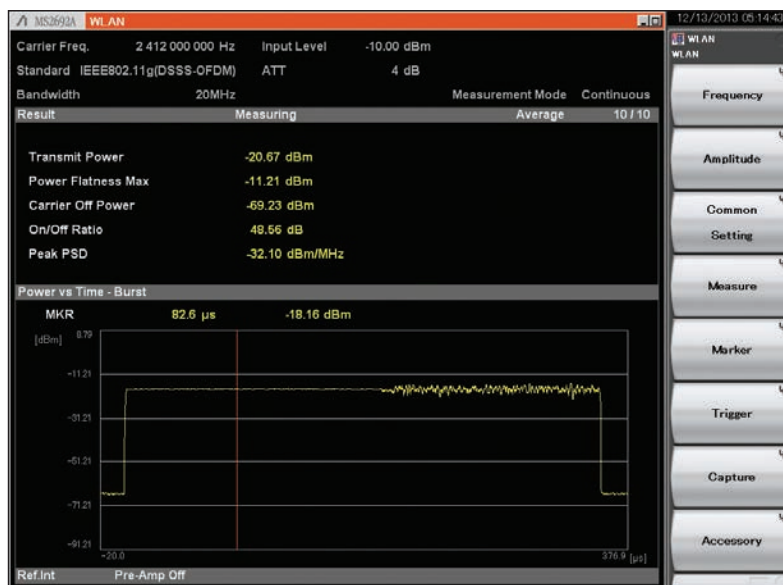 MS2692A WLAN
12/13/2013 05:14:43
Carrier Freq. 2 412 000 000 Hz Input Level -10.00 dBm
Standard IEEE802.11g(DSSS-OFDM) ATT 4 dB
Bandwidth 20MHz Measurement Mode Continuous
Result Measuring Average 10 / 10
Transmit Power -20.67 dBm
Power Flatness Max -11.21 dBm
Carrier Off Power -69.23 dBm
On/Off Ratio 48.56 dB
Peak PSD -32.10 dBm/MHz
Power vs Time - Burst
MKR 82.6 µs -18.16 dBm
[dBm] 8.79
-11.21
-31.21
-51.21
-71.21
-91.21
-20.0 376.9 [µs]
Ref.Int Pre-Amp Off
WLAN
WLAN
Frequency
Amplitude
Common
Setting
Measure
Marker
Trigger
Capture
Accessory